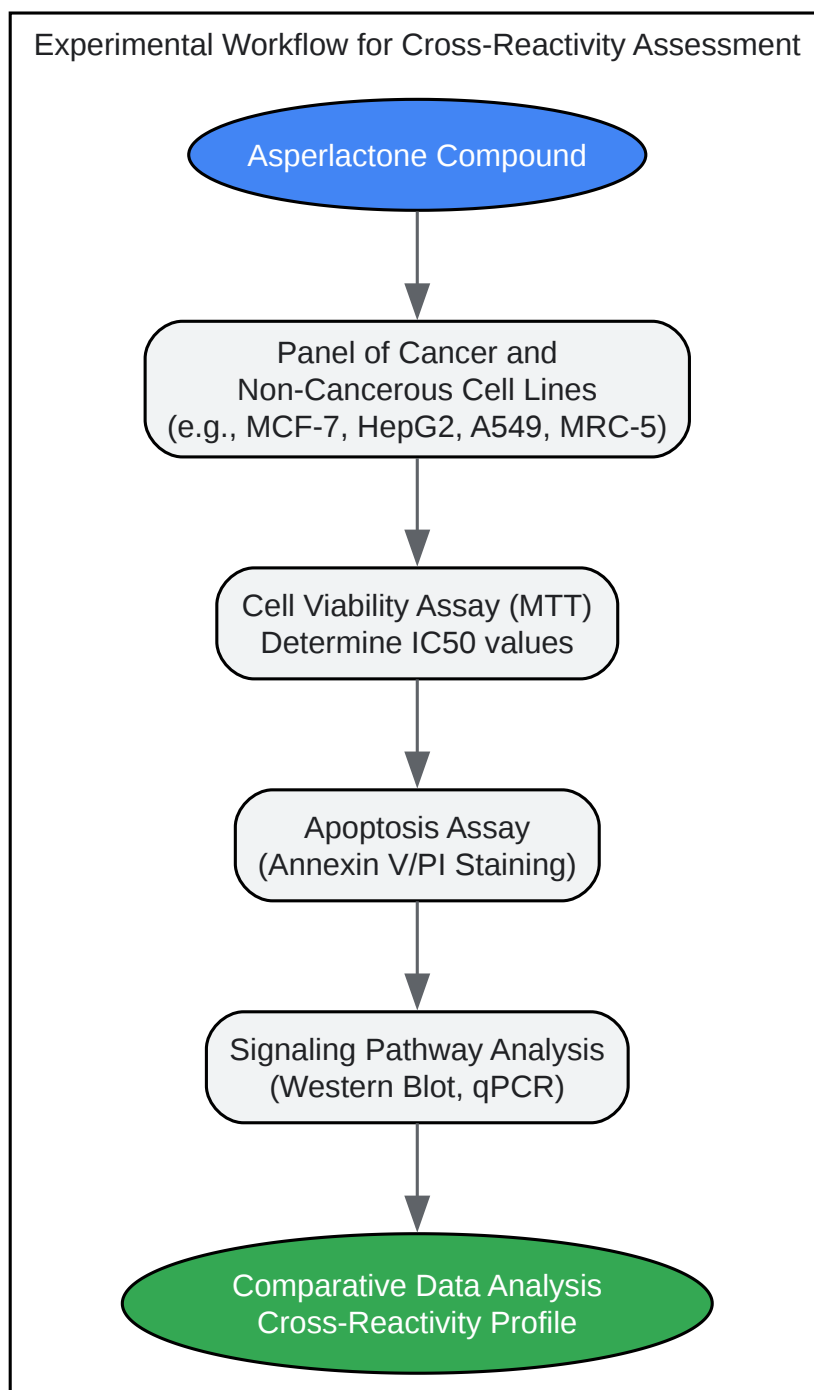 Experimental Workflow for Cross-Reactivity Assessment
Asperlactone Compound
Panel of Cancer and
Non-Cancerous Cell Lines
(e.g., MCF-7, HepG2, A549, MRC-5)
Cell Viability Assay (MTT)
Determine IC50 values
Apoptosis Assay
(Annexin V/PI Staining)
Signaling Pathway Analysis
(Western Blot, qPCR)
Comparative Data Analysis
Cross-Reactivity Profile